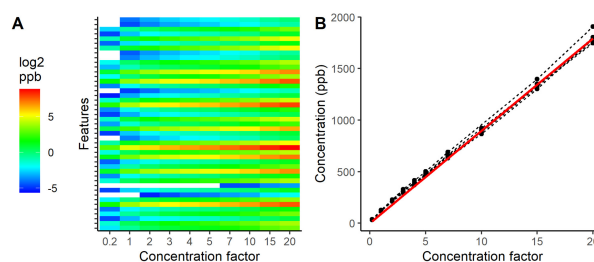 A
log2
ppb
5
0
-5
Features
0.2 1 2 3 4 5 7 10 15 20
Concentration factor
B
Concentration (ppb)
2000
1500
1000
500
0
0 5 10 15 20
Concentration factor